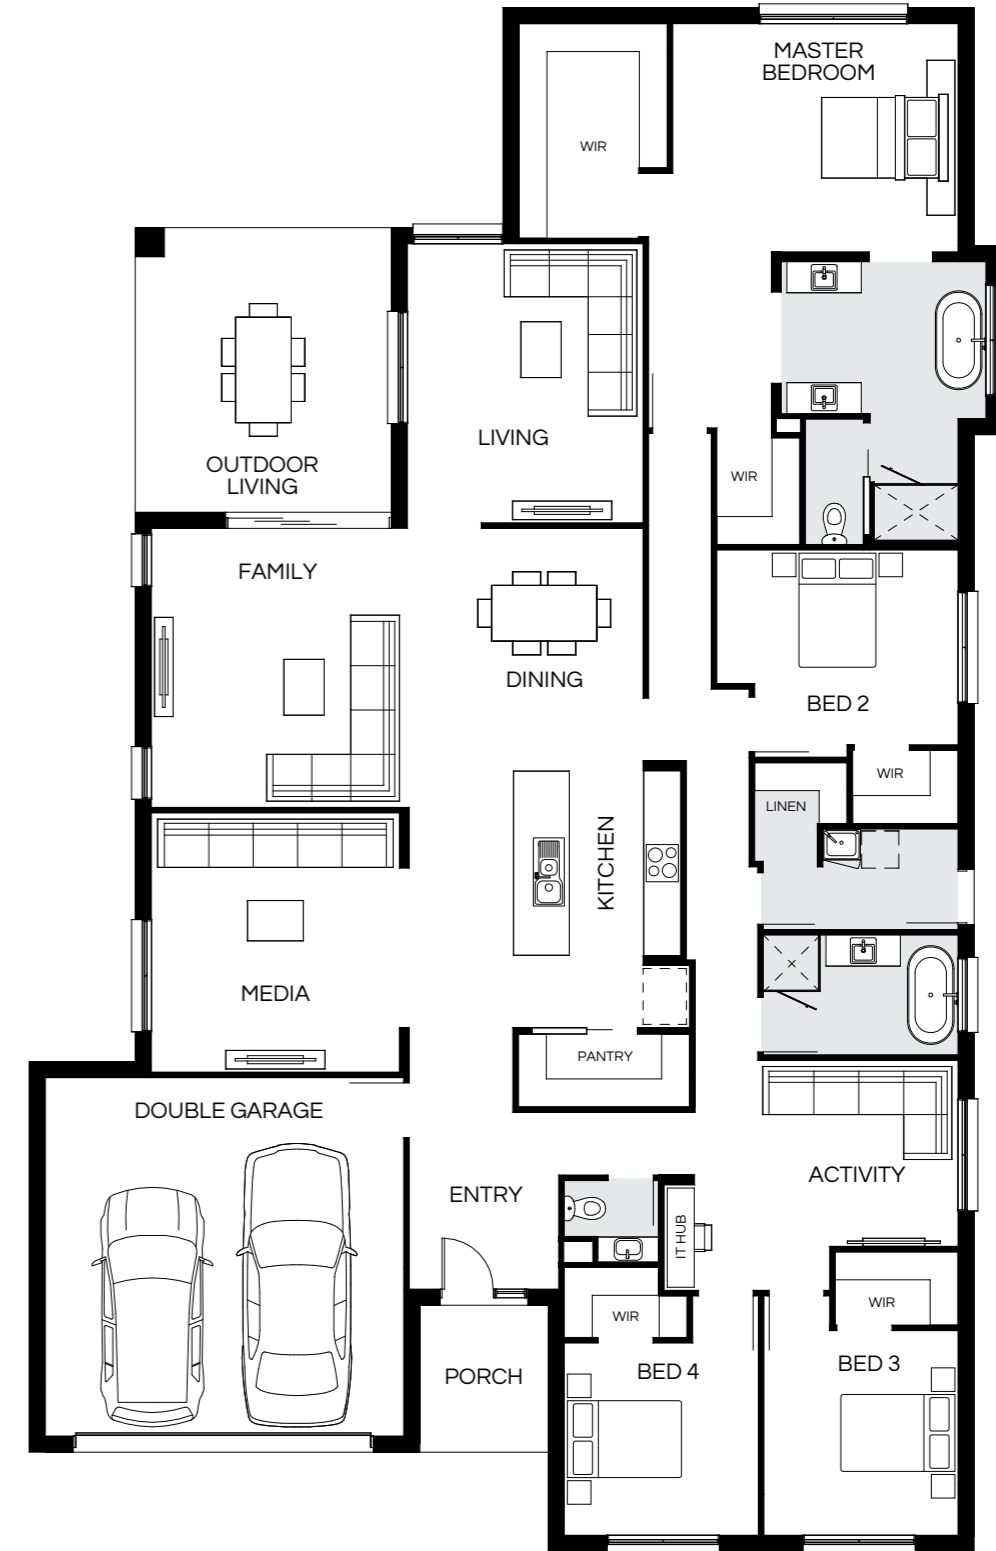 MASTER
BEDROOM
WIR
OUTDOOR
LIVING
LIVING
WIR
FAMILY
DINING
BED 2
WIR
LINEN
KITCHEN
MEDIA
PANTRY
DOUBLE GARAGE
ENTRY
ACTIVITY
IT HUB
WIR
WIR
PORCH
BED 4
BED 3